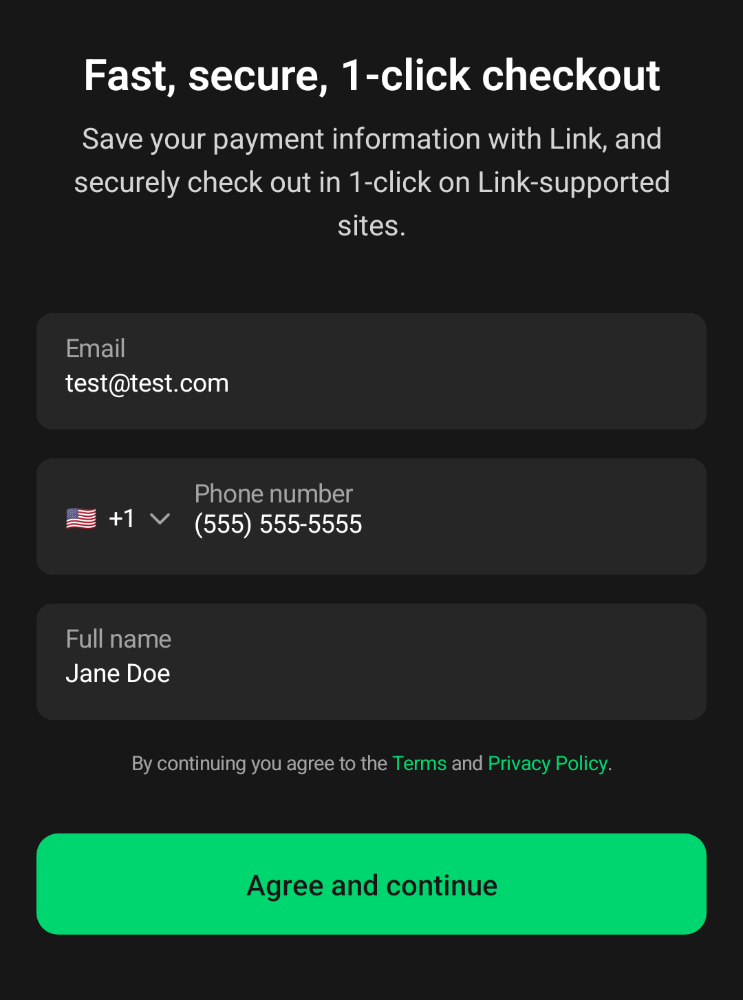 Fast, secure, 1-click checkout
Save your payment information with Link, and
securely check out in 1-click on Link-supported
sites.
Email
test@test.com
Phone number
+1 (555) 555-5555
Full name
Jane Doe
By continuing you agree to the Terms and Privacy Policy.
Agree and continue